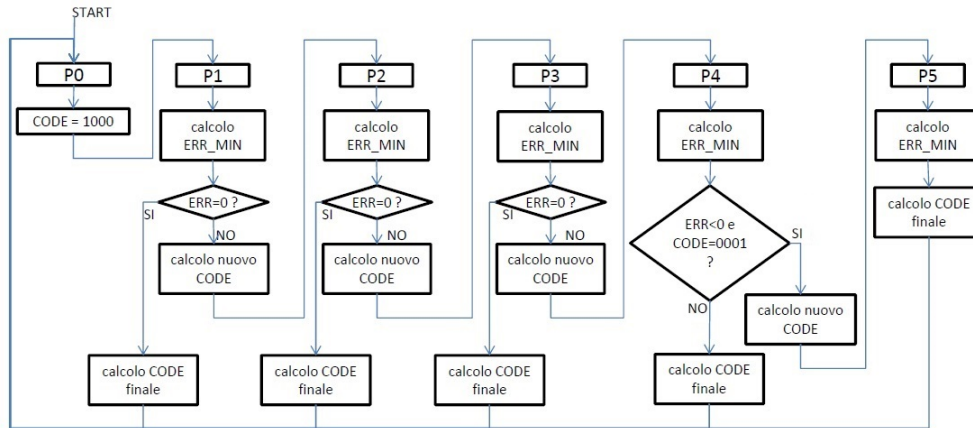 START
P0
CODE = 1000
P1
calcolo
ERR_MIN
ERR=0 ?
SI
NO
calcolo nuovo
CODE
calcolo CODE
finale
P2
calcolo
ERR_MIN
ERR=0 ?
SI
NO
calcolo nuovo
CODE
calcolo CODE
finale
P3
calcolo
ERR_MIN
ERR=0 ?
SI
NO
calcolo nuovo
CODE
calcolo CODE
finale
P4
calcolo
ERR_MIN
ERR<0 e
CODE=0001
?
SI
NO
calcolo nuovo
CODE
calcolo CODE
finale
P5
calcolo
ERR_MIN
calcolo CODE
finale